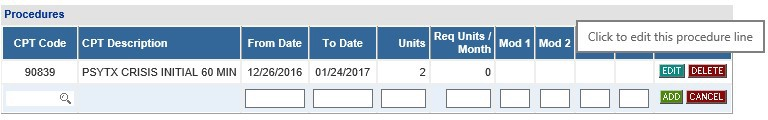 Procedures
CPT Code CPT Description From Date To Date Units Req Units / Month Mod 1 Mod 2
Click to edit this procedure line
90839 PSYTX CRISIS INITIAL 60 MIN 12/26/2016 01/24/2017 2 0 EDIT DELETE
ADD CANCEL